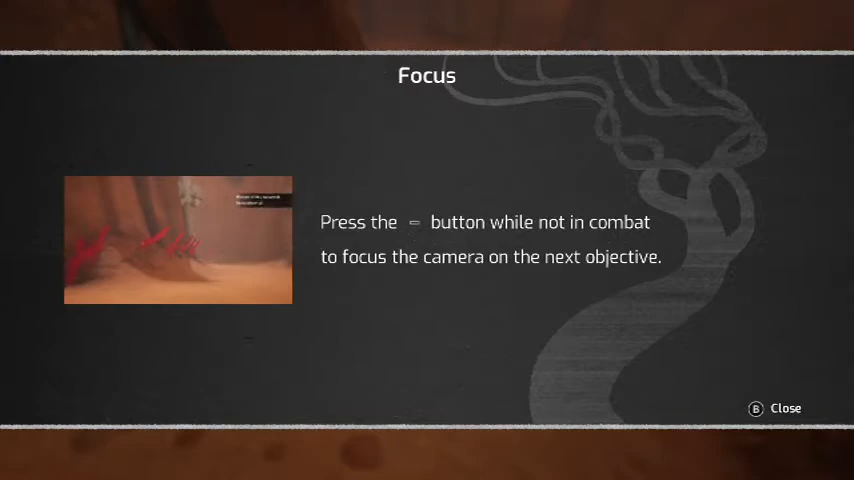 Focus
Press the - button while not in combat
to focus the camera on the next objective.
B Close